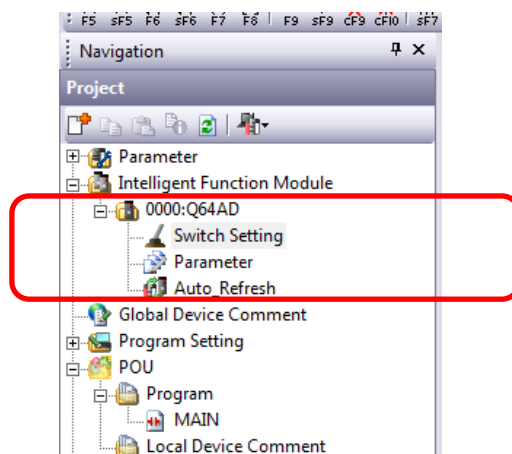 F5 sF5 F6 sF6 F7 F8 F9 sF9 cF9 cF10 sF7
Navigation
Project
Parameter
Intelligent Function Module
0000:Q64AD
Switch Setting
Parameter
Auto_Refresh
Global Device Comment
Program Setting
POU
Program
MAIN
Local Device Comment